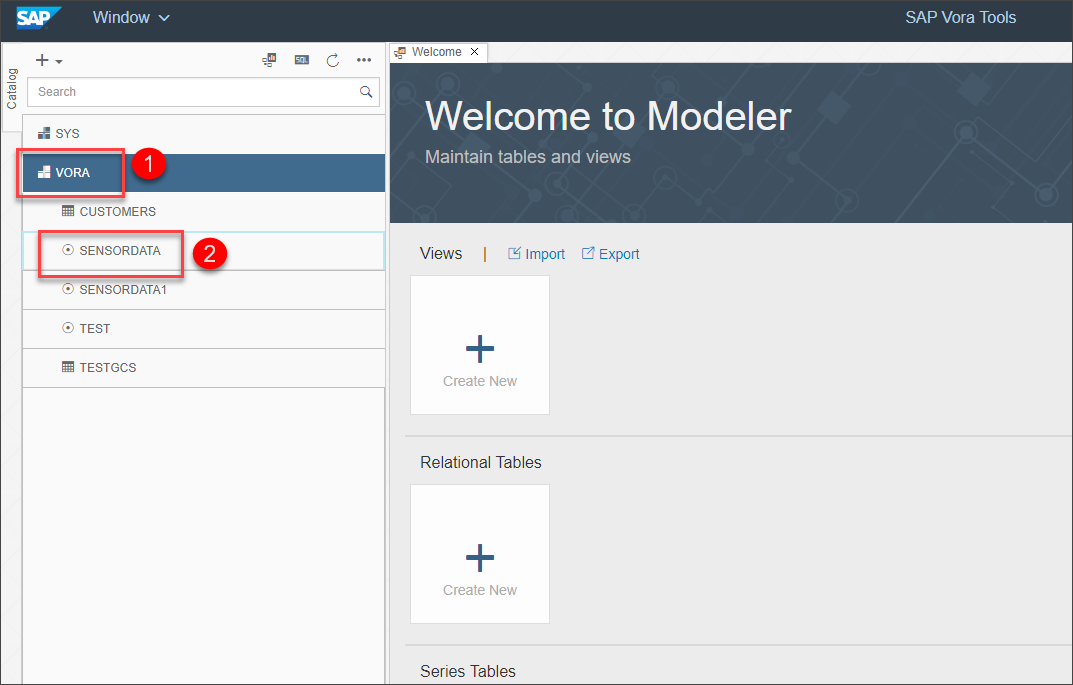 SAP Window SAP Vora Tools
Catalog
SQL
Welcome
Search
SYS
VORA
1
CUSTOMERS
SENSORDATA
2
SENSORDATA1
TEST
TESTGCS
Welcome to Modeler
Maintain tables and views
Views | Import Export
Create New
Relational Tables
Create New
Series Tables